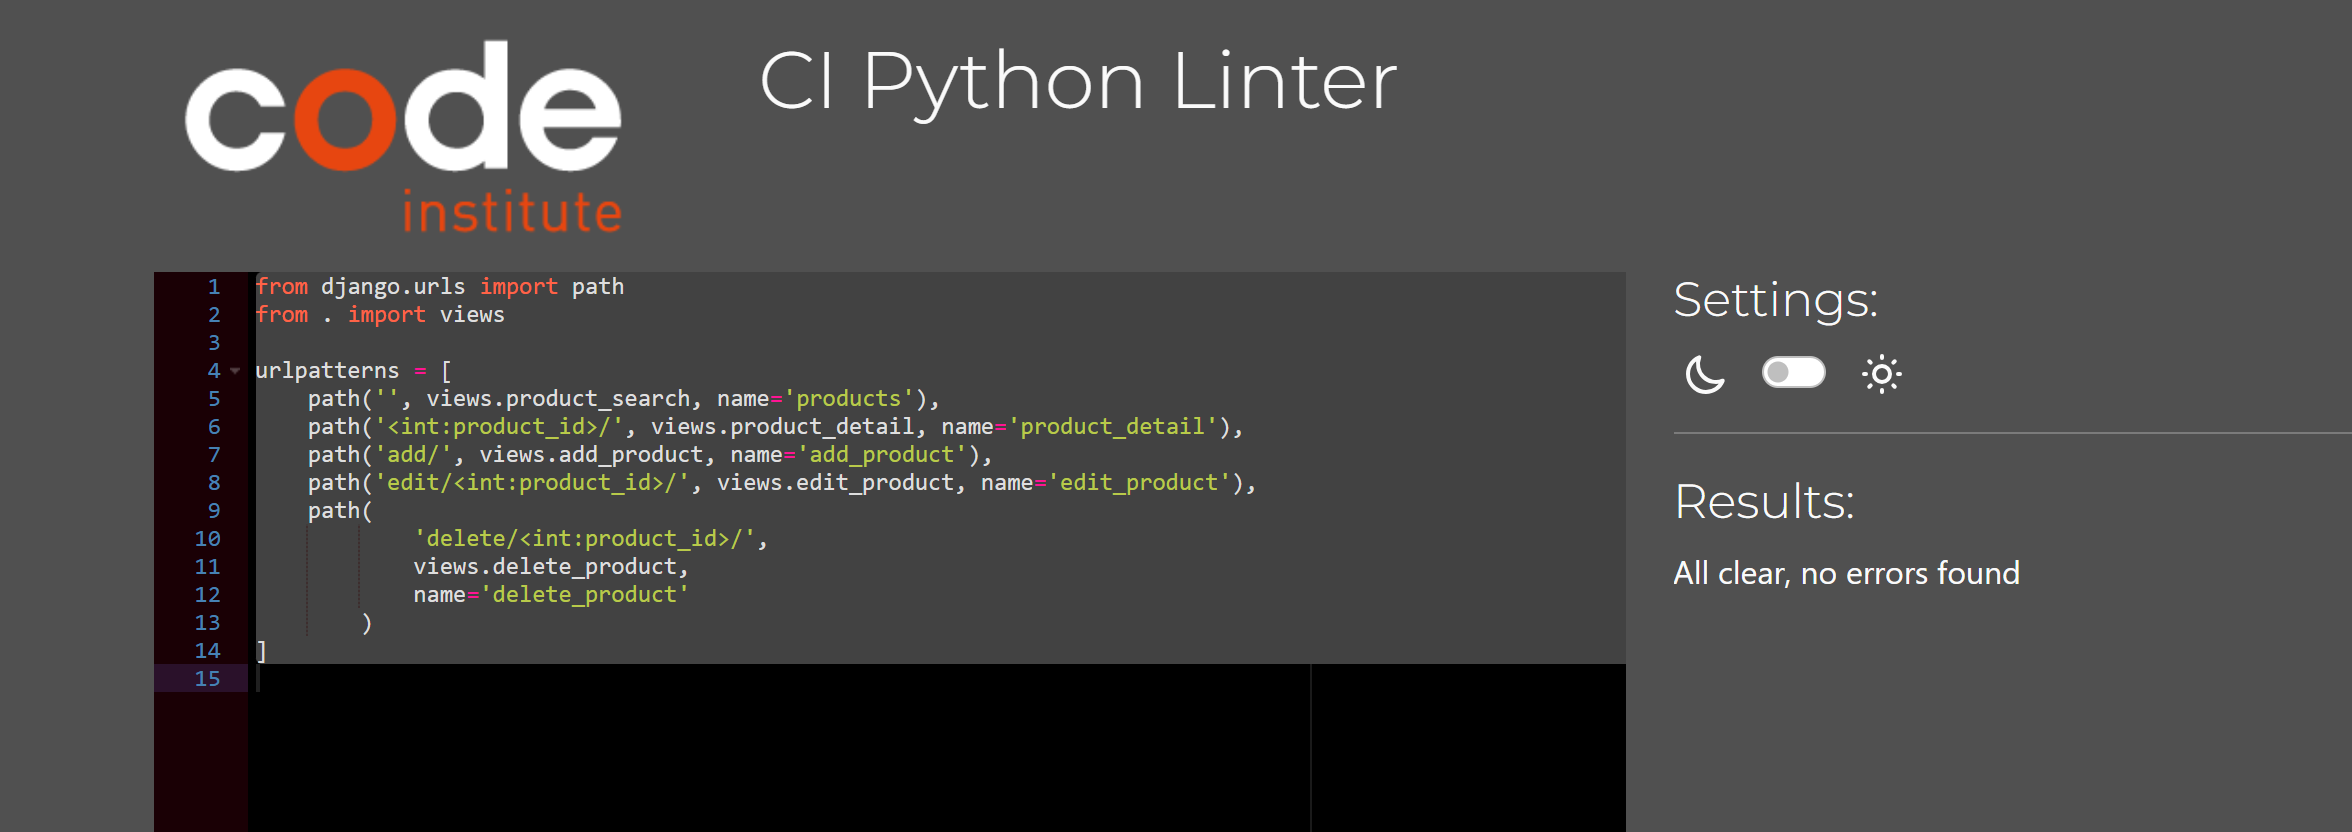 code
institute
CI Python Linter
1 from django.urls import path
2 from . import views
3
4 urlpatterns = [
5     path('', views.product_search, name='products'),
6     path('<int:product_id>/', views.product_detail, name='product_detail'),
7     path('add/', views.add_product, name='add_product'),
8     path('edit/<int:product_id>/', views.edit_product, name='edit_product'),
9     path(
10             'delete/<int:product_id>/',
11             views.delete_product,
12             name='delete_product'
13         )
14 ]
15
Settings:
Results:
All clear, no errors found